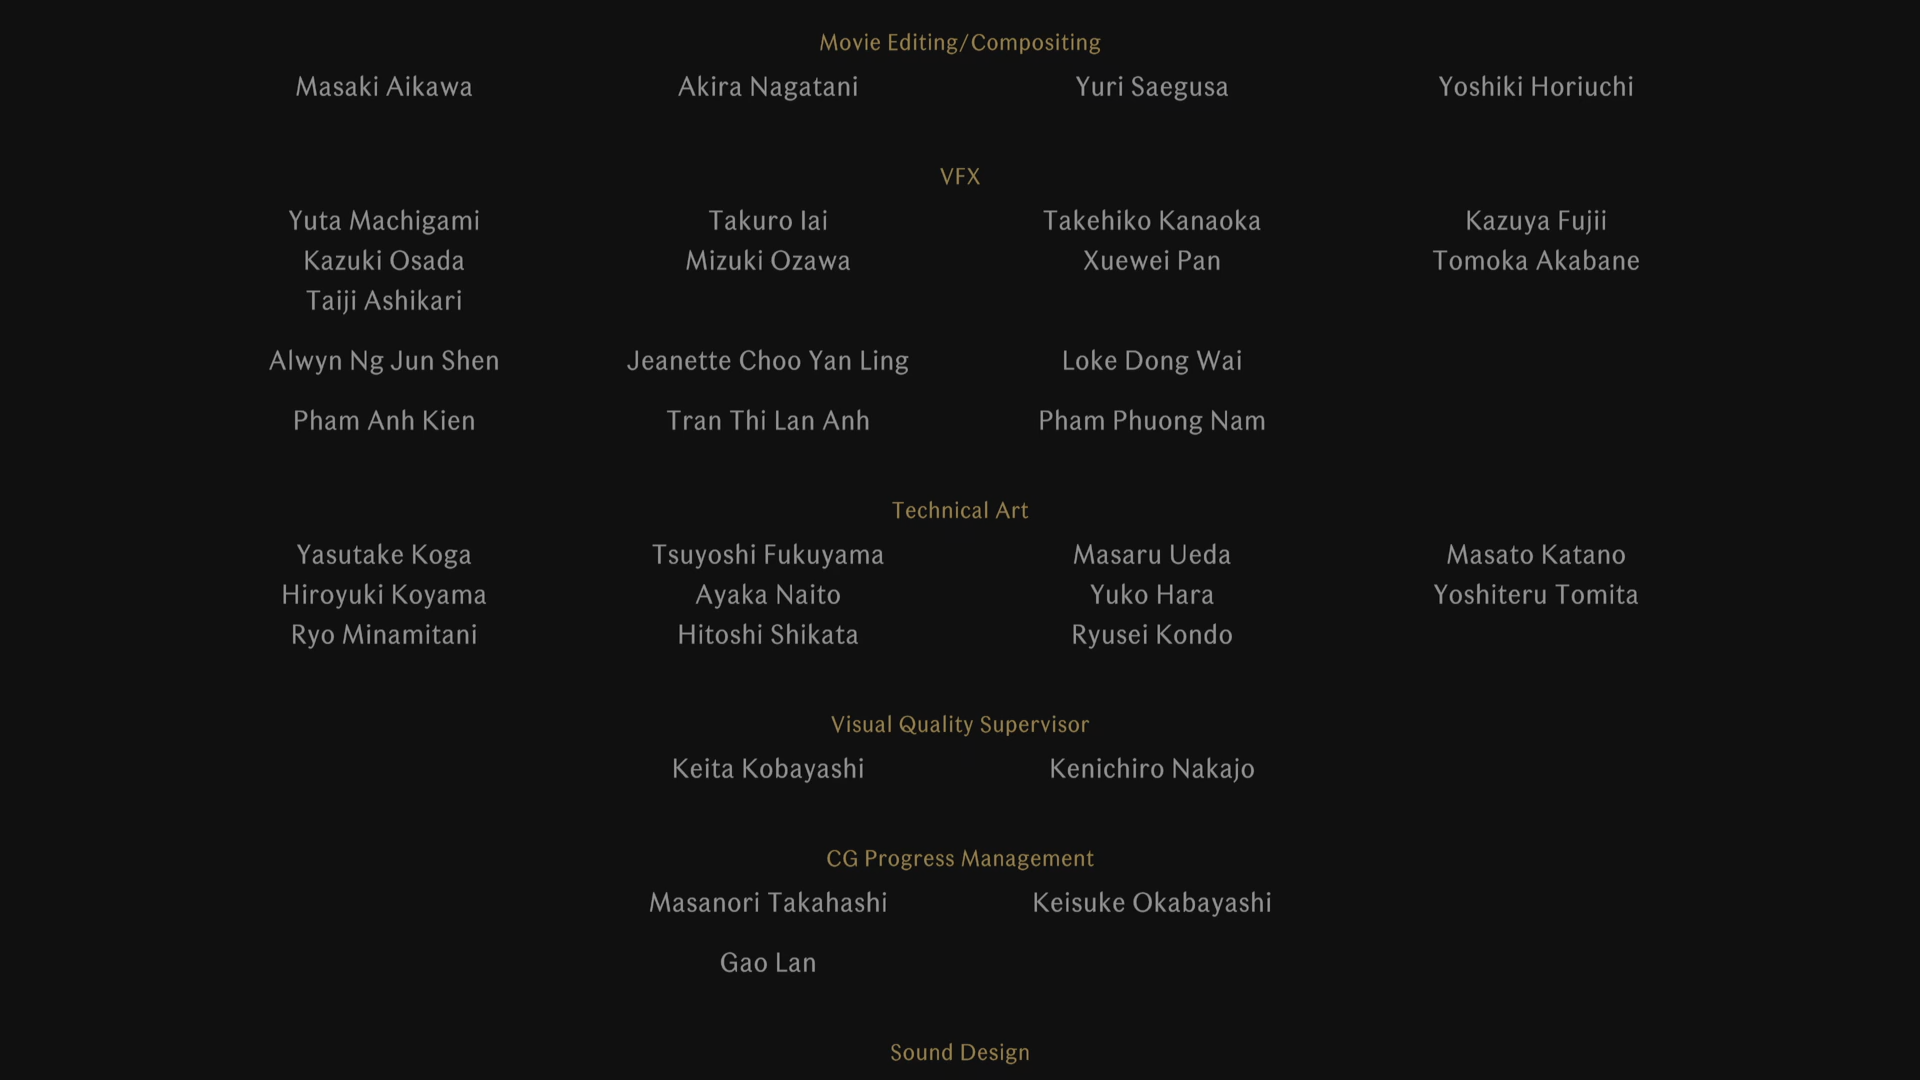 Movie Editing/Compositing
Masaki Aikawa Akira Nagatani Yuri Saegusa Yoshiki Horiuchi
VFX
Yuta Machigami Takuro Iai Takehiko Kanaoka Kazuya Fujii
Kazuki Osada Mizuki Ozawa Xuewei Pan Tomoka Akabane
Taiji Ashikari
Alwyn Ng Jun Shen Jeanette Choo Yan Ling Loke Dong Wai
Pham Anh Kien Tran Thi Lan Anh Pham Phuong Nam
Technical Art
Yasutake Koga Tsuyoshi Fukuyama Masaru Ueda Masato Katano
Hiroyuki Koyama Ayaka Naito Yuko Hara Yoshiteru Tomita
Ryo Minamitani Hitoshi Shikata Ryusei Kondo
Visual Quality Supervisor
Keita Kobayashi Kenichiro Nakajo
CG Progress Management
Masanori Takahashi Keisuke Okabayashi
Gao Lan
Sound Design